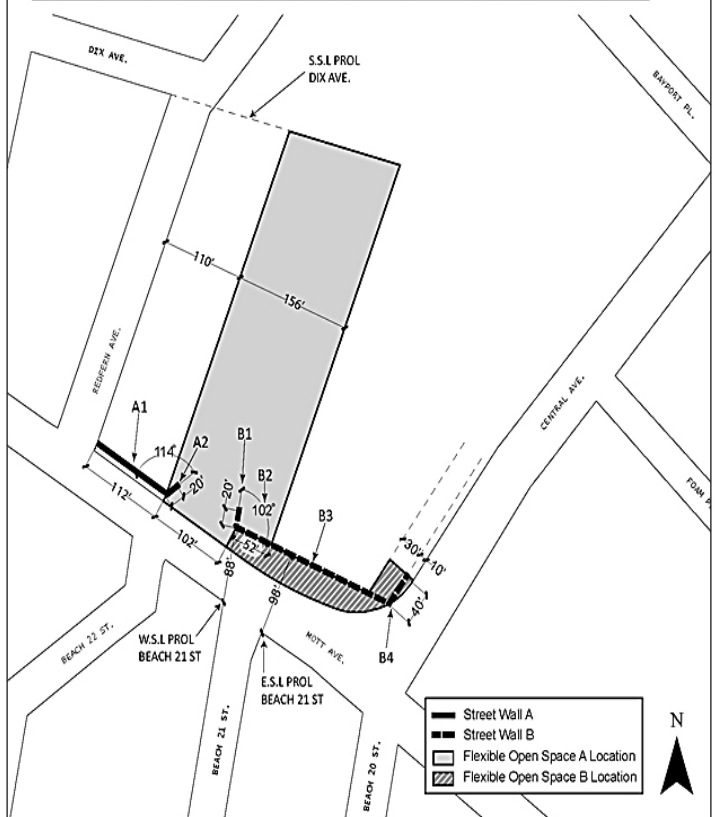 DIX AVE.
S.S.L PROL
DIX AVE.
BAYPORT PL.
110'
156'
REDFERN AVE.
CENTRAL AVE.
A1
114°
A2
B1
B2
20'
20'
102°
B3
FOAM P
112'
102'
52'
30'
10'
88'
98'
40'
B4
W.S.L PROL
BEACH 21 ST
MOTT AVE.
BEACH 22 ST.
E.S.L PROL
BEACH 21 ST
BEACH 21 ST.
BEACH 20 ST.
Street Wall A
Street Wall B
Flexible Open Space A Location
Flexible Open Space B Location
N